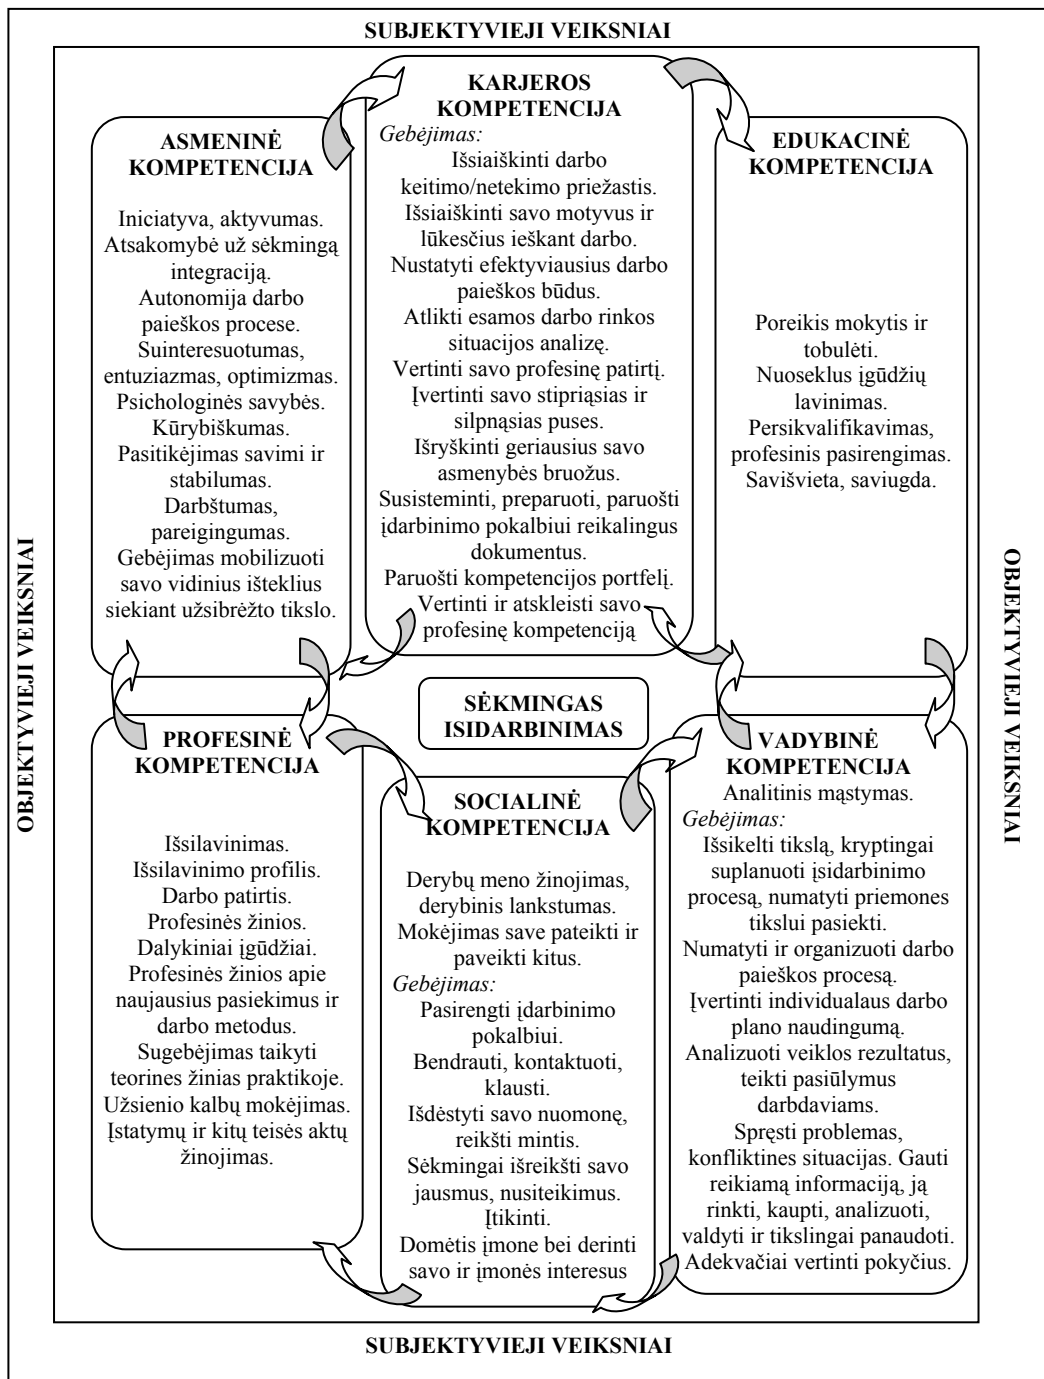 SUBJEKTYVIEJI VEIKSNIAI
OBJEKTYVIEJI VEIKSNIAI
ASMENINĖ
KOMPETENCIJA
Iniciatyva, aktyvumas.
Atsakomybė už sėkmingą
integraciją.
Autonomija darbo
paieškos procese.
Suinteresuotumas,
entuziazmas, optimizmas.
Psichologinės savybės.
Kūrybiškumas.
Pasitikėjimas savimi ir
stabilumas.
Darbštumas,
pareigingumas.
Gebėjimas mobilizuoti
savo vidinius išteklius
siekiant užsibrėžto tikslo.
KARJEROS
KOMPETENCIJA
Gebėjimas:
Išsiaiškinti darbo
keitimo/netekimo priežastis.
Išsiaiškinti savo motyvus ir
lūkesčius ieškant darbo.
Nustatyti efektyviausius darbo
paieškos būdus.
Atlikti esamos darbo rinkos
situacijos analizę.
Vertinti savo profesinę patirtį.
Įvertinti savo stipriąsias ir
silpnąsias puses.
Išryškinti geriausius savo
asmenybės bruožus.
Susisteminti, preparuoti, paruošti
įdarbinimo pokalbiui reikalingus
dokumentus.
Paruošti kompetencijos portfelį.
Vertinti ir atskleisti savo
profesinę kompetenciją
EDUKACINĖ
KOMPETENCIJA
Poreikis mokytis ir
tobulėti.
Nuoseklus įgūdžių
lavinimas.
Persikvalifikavimas,
profesinis pasirengimas.
Savišvieta, saviugda.
SĖKMINGAS
ISIDARBINIMAS
PROFESINĖ
KOMPETENCIJA
Išsilavinimas.
Išsilavinimo profilis.
Darbo patirtis.
Profesinės žinios.
Dalykiniai įgūdžiai.
Profesinės žinios apie
naujausius pasiekimus ir
darbo metodus.
Sugebėjimas taikyti
teorines žinias praktikoje.
Užsienio kalbų mokėjimas.
Įstatymų ir kitų teisės aktų
žinojimas.
SOCIALINĖ
KOMPETENCIJA
Derybų meno žinojimas,
derybinis lankstumas.
Mokėjimas save pateikti ir
paveikti kitus.
Gebėjimas:
Pasirengti įdarbinimo
pokalbiui.
Bendrauti, kontaktuoti,
klausti.
Išdėstyti savo nuomonę,
reikšti mintis.
Sėkmingai išreikšti savo
jausmus, nusiteikimus.
Įtikinti.
Domėtis įmone bei derinti
savo ir įmonės interesus
VADYBINĖ
KOMPETENCIJA
Analitinis mąstymas.
Gebėjimas:
Išsikelti tikslą, kryptingai
suplanuoti įsidarbinimo
procesą, numatyti priemones
tikslui pasiekti.
Numatyti ir organizuoti darbo
paieškos procesą.
Įvertinti individualaus darbo
plano naudingumą.
Analizuoti veiklos rezultatus,
teikti pasiūlymus
darbdaviams.
Spręsti problemas,
konfliktines situacijas. Gauti
reikiamą informaciją, ją
rinkti, kaupti, analizuoti,
valdyti ir tikslingai panaudoti.
Adekvačiai vertinti pokyčius.
OBJEKTYVIEJI VEIKSNIAI
SUBJEKTYVIEJI VEIKSNIAI